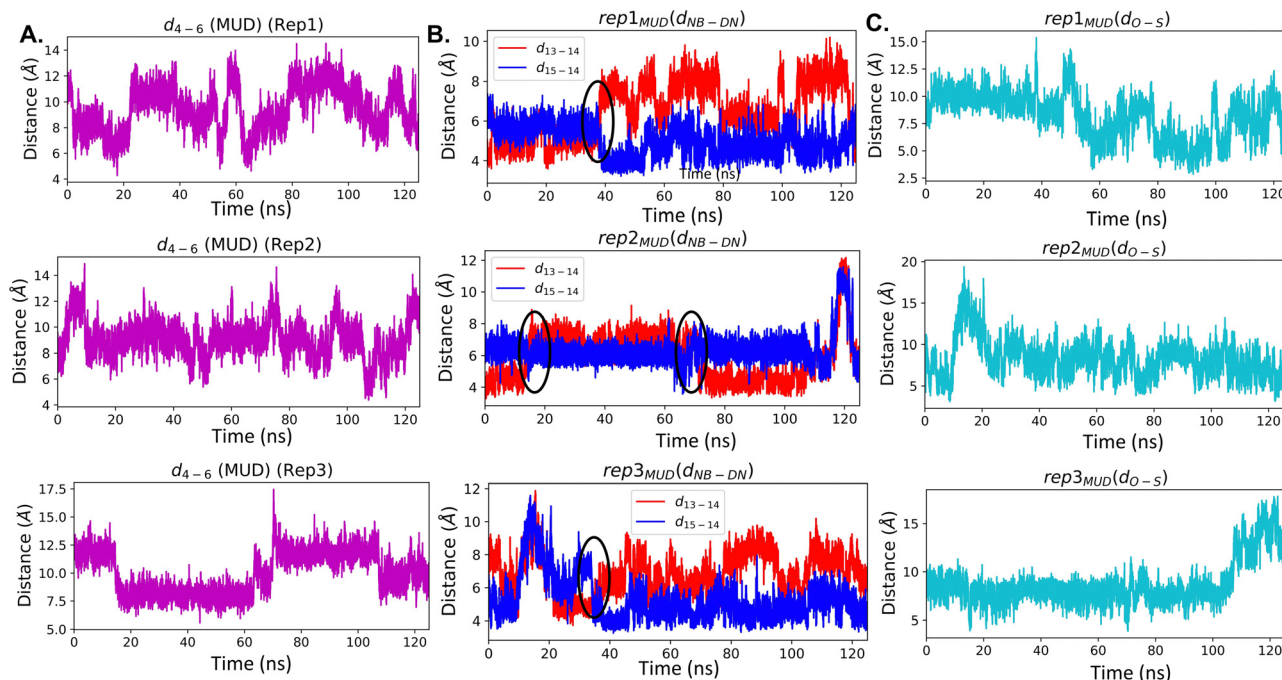 A.
d4−6 (MUD) (Rep1)
Distance (Å)
14
12
10
8
6
4
0 20 40 60 80 100 120
Time (ns)
B.
rep1MUD(dNB−DN)
d13−14
d15−14
Distance (Å)
10
8
6
4
Time (ns)
0 20 40 60 80 100 120
Time (ns)
C.
rep1MUD(dO−S)
Distance (Å)
15.0
12.5
10.0
7.5
5.0
2.5
0 20 40 60 80 100 120
Time (ns)
d4−6 (MUD) (Rep2)
Distance (Å)
14
12
10
8
6
4
0 20 40 60 80 100 120
Time (ns)
rep2MUD(dNB−DN)
d13−14
d15−14
Distance (Å)
12
10
8
6
4
0 20 40 60 80 100 120
Time (ns)
rep2MUD(dO−S)
Distance (Å)
20
15
10
5
0 20 40 60 80 100 120
Time (ns)
d4−6 (MUD) (Rep3)
Distance (Å)
17.5
15.0
12.5
10.0
7.5
5.0
0 20 40 60 80 100 120
Time (ns)
rep3MUD(dNB−DN)
d13−14
d15−14
Distance (Å)
12
10
8
6
4
0 20 40 60 80 100 120
Time (ns)
rep3MUD(dO−S)
Distance (Å)
15
10
5
0 20 40 60 80 100 120
Time (ns)